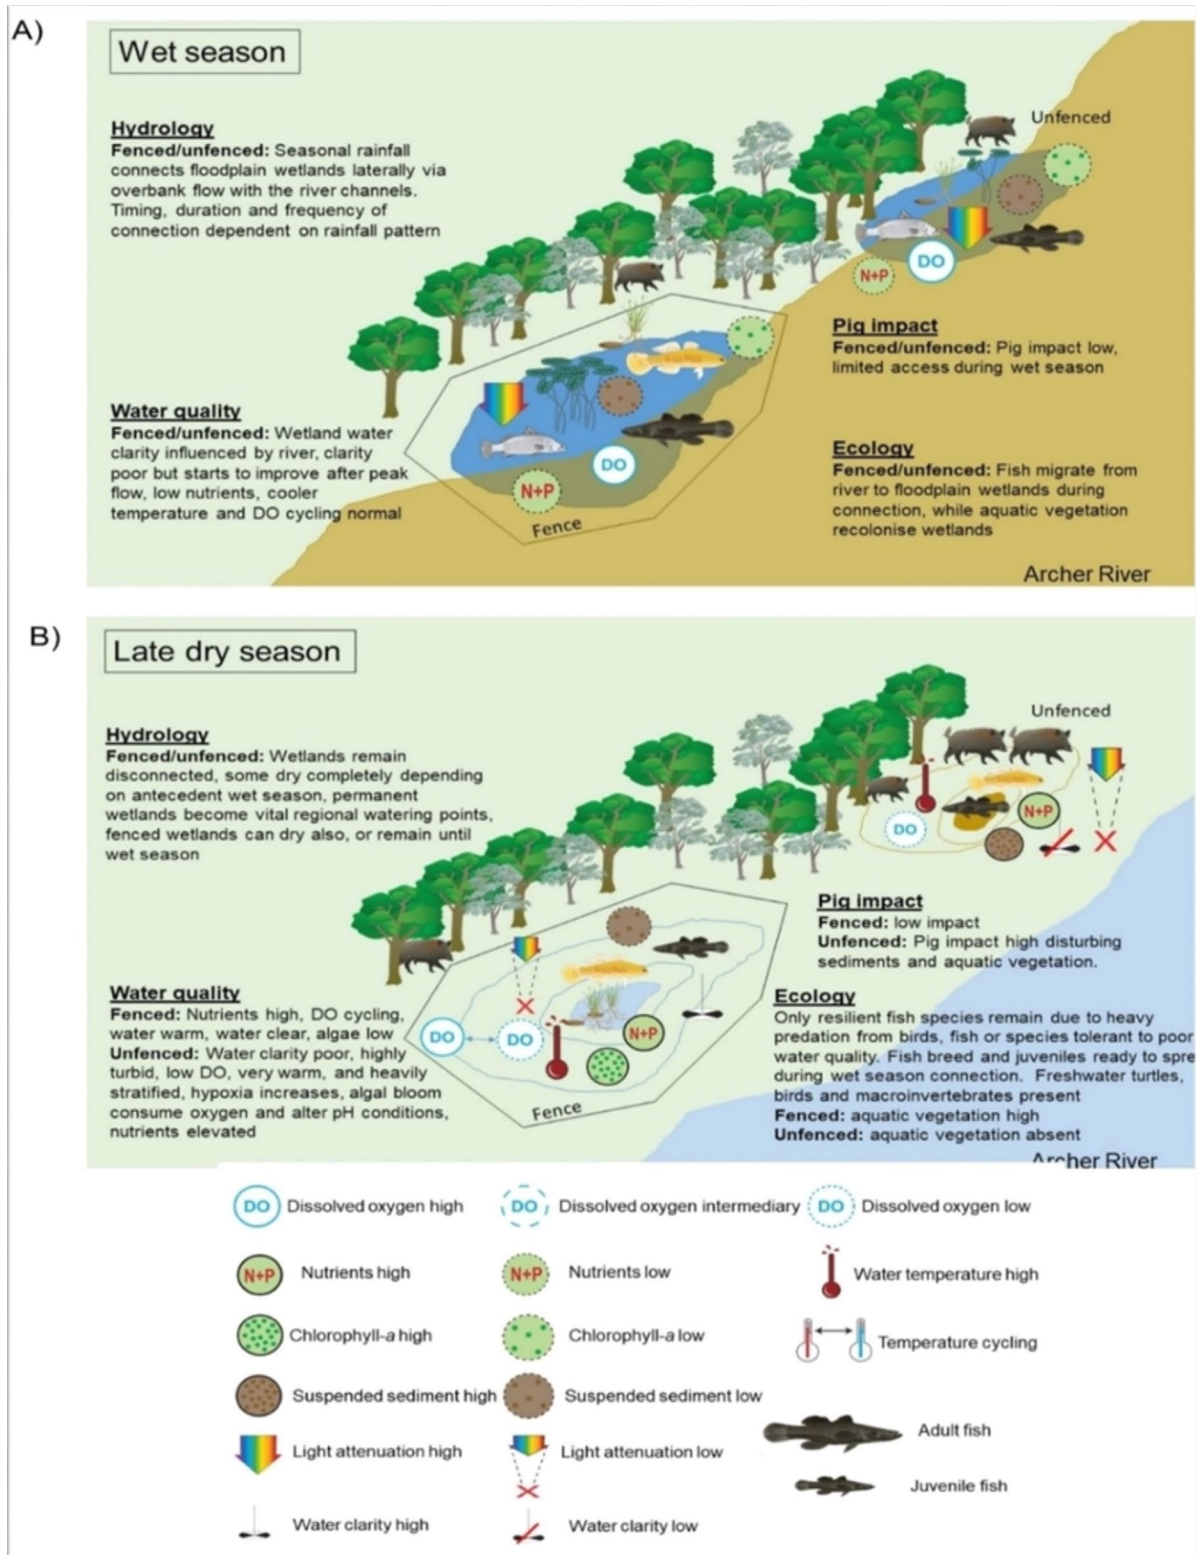 A)
Wet season
Hydrology
Fenced/unfenced: Seasonal rainfall
connects floodplain wetlands laterally via
overbank flow with the river channels.
Timing, duration and frequency of
connection dependent on rainfall pattern
Unfenced
DO
N+P
Pig impact
Fenced/unfenced: Pig impact low,
limited access during wet season
Water quality
Fenced/unfenced: Wetland water
clarity influenced by river, clarity
poor but starts to improve after peak
flow, low nutrients, cooler
temperature and DO cycling normal
DO
N+P
Fence
Ecology
Fenced/unfenced: Fish migrate from
river to floodplain wetlands during
connection, while aquatic vegetation
recolonise wetlands
Archer River
B)
Late dry season
Hydrology
Fenced/unfenced: Wetlands remain
disconnected, some dry completely depending
on antecedent wet season, permanent
wetlands become vital regional watering points,
fenced wetlands can dry also, or remain until
wet season
Unfenced
N+P
DO
Pig impact
Fenced: low impact
Unfenced: Pig impact high disturbing
sediments and aquatic vegetation.
Water quality
Fenced: Nutrients high, DO cycling,
water warm, water clear, algae low
Unfenced: Water clarity poor, highly
turbid, low DO, very warm, and heavily
stratified, hypoxia increases, algal bloom
consume oxygen and alter pH conditions,
nutrients elevated
DO
DO
N+P
Fence
Ecology
Only resilient fish species remain due to heavy
predation from birds, fish or species tolerant to poor
water quality. Fish breed and juveniles ready to spre
during wet season connection. Freshwater turtles,
birds and macroinvertebrates present
Fenced: aquatic vegetation high
Unfenced: aquatic vegetation absent
Archer River
DO Dissolved oxygen high
DO Dissolved oxygen intermediary
DO Dissolved oxygen low
N+P Nutrients high
N+P Nutrients low
Water temperature high
Chlorophyll-a high
Chlorophyll-a low
Temperature cycling
Suspended sediment high
Suspended sediment low
Light attenuation high
Light attenuation low
Adult fish
Juvenile fish
Water clarity high
Water clarity low